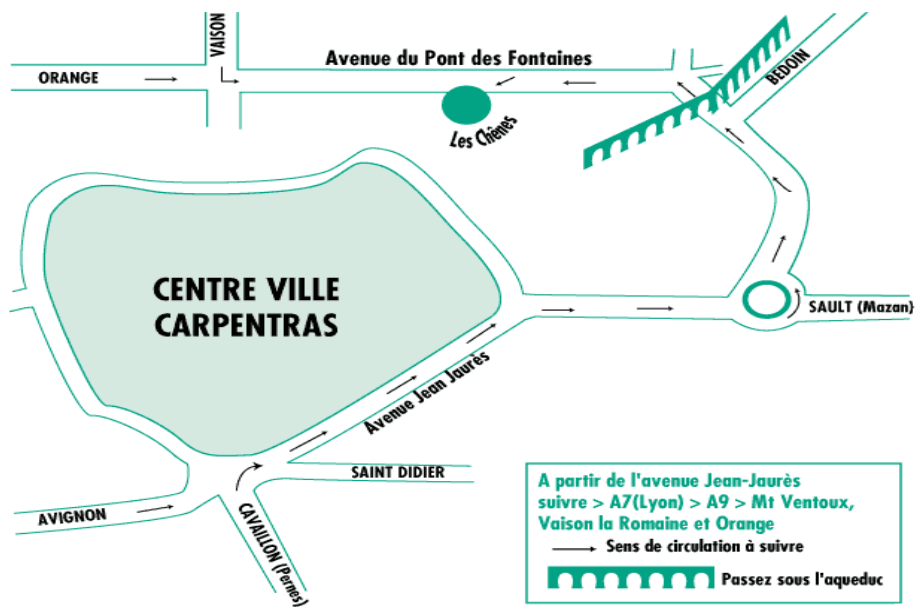 VAISON
Avenue du Pont des Fontaines
ORANGE
BEDOIN
Les Chênes
CENTRE VILLE
CARPENTRAS
SAULT (Mazan)
Avenue Jean Jaurès
SAINT DIDIER
AVIGNON
CAVAILLON (Pernes)
A partir de l'avenue Jean-Jaurès
suivre > A7(Lyon) > A9 > Mt Ventoux,
Vaison la Romaine et Orange
Sens de circulation à suivre
Passez sous l'aqueduc